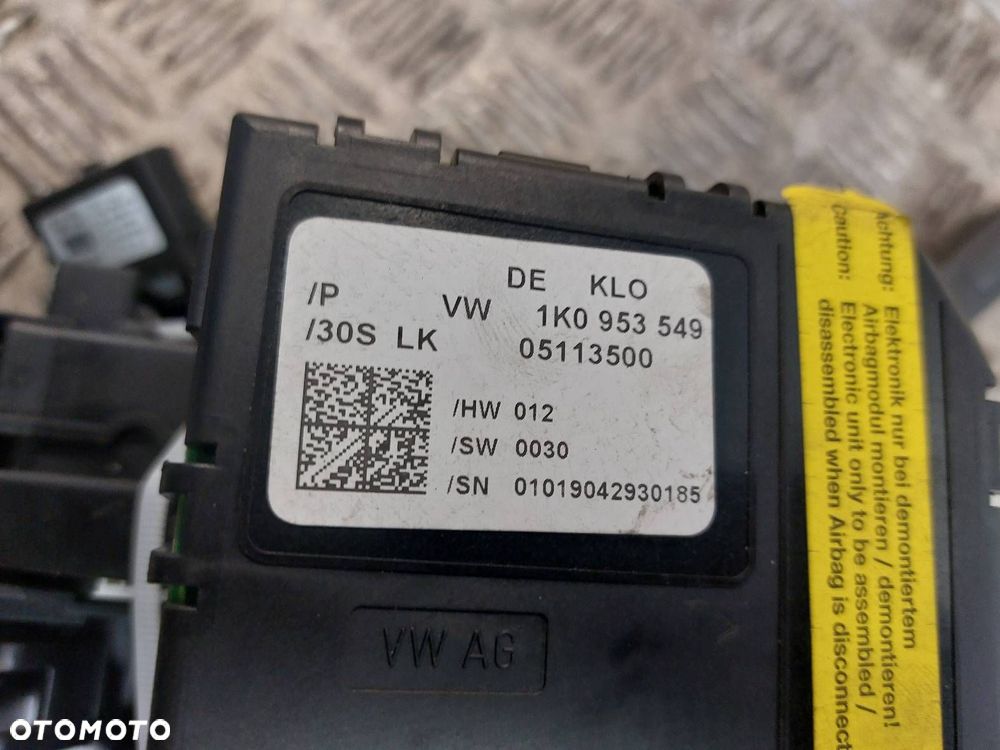 DE KLO
/P VW 1K0 953 549
/30S LK 05113500
/HW 012
/SW 0030
/SN 01019042930185
VW AG
Achtung: Elektronik nur bei demontiertem
Airbagmodul montieren / demontieren!
Caution: Electronic unit only to be assembled /
disassembled when Airbag is disconnect
OTOMOTO